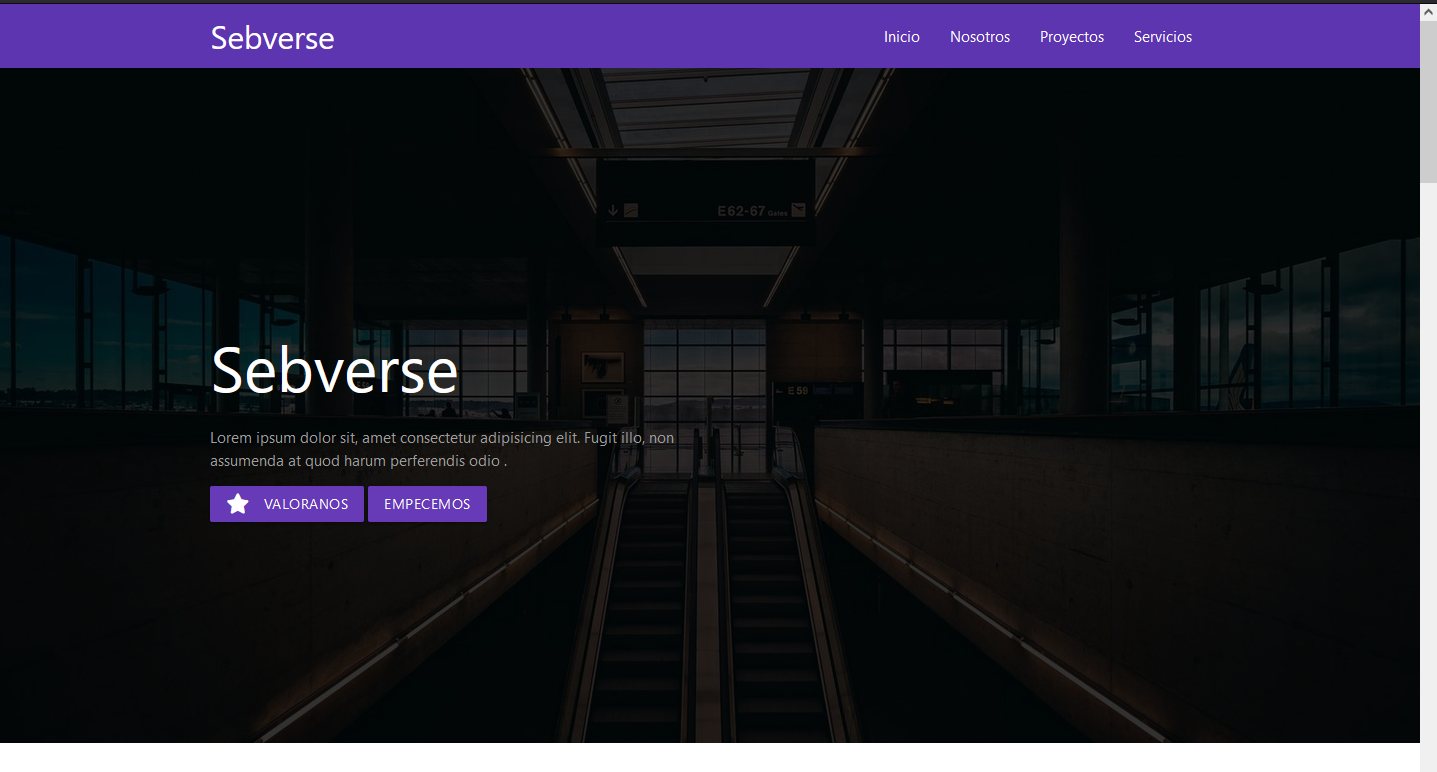 Sebverse
Inicio Nosotros Proyectos Servicios
E62-67 Gates
E59
Sebverse
Lorem ipsum dolor sit, amet consectetur adipisicing elit. Fugit illo, non
assumenda at quod harum perferendis odio .
VALORANOS EMPECEMOS